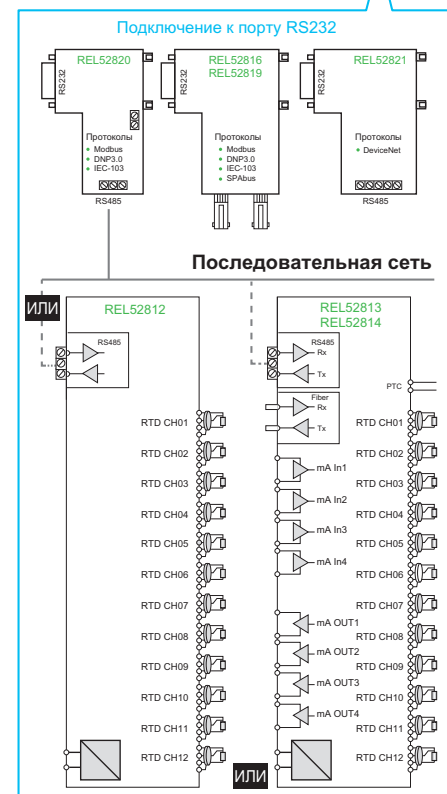 Подключение к порту RS232
REL52820
RS232
Протоколы
• Modbus
• DNP3.0
• IEC-103
RS485
REL52816
REL52819
RS232
Протоколы
• Modbus
• DNP3.0
• IEC-103
• SPAbus
REL52821
RS232
Протоколы
• DeviceNet
RS485
Последовательная сеть
ИЛИ
REL52812
RS485
RTD CH01
RTD CH02
RTD CH03
RTD CH04
RTD CH05
RTD CH06
RTD CH07
RTD CH08
RTD CH09
RTD CH10
RTD CH11
RTD CH12
ИЛИ
REL52813
REL52814
RS485
Rx
Tx
Fiber
Rx
Tx
mA In1
mA In2
mA In3
mA In4
mA OUT1
mA OUT2
mA OUT3
mA OUT4
PTC
RTD CH01
RTD CH02
RTD CH03
RTD CH04
RTD CH05
RTD CH06
RTD CH07
RTD CH08
RTD CH09
RTD CH10
RTD CH11
RTD CH12